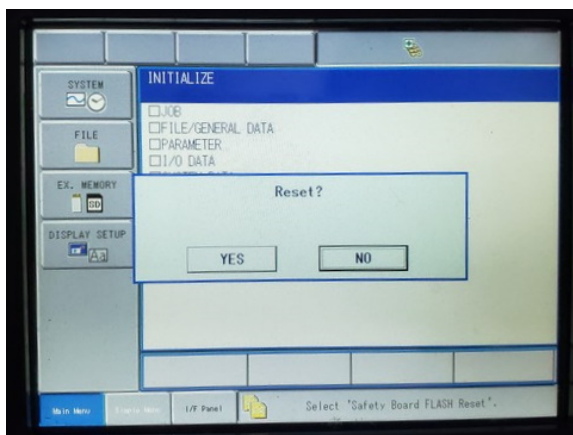 SYSTEM
INITIALIZE
□JOB
□FILE/GENERAL DATA
□PARAMETER
□I/O DATA
FILE
EX. MEMORY
SD
Reset?
DISPLAY SETUP
Aa
YES
NO
Main Menu
I/F Panel
Select "Safety Board FLASH Reset".